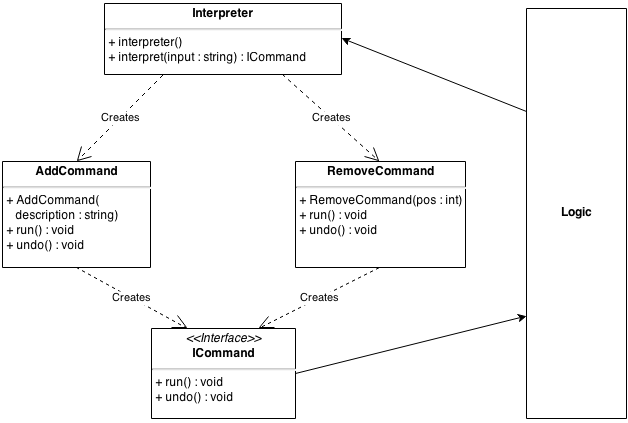 Interpreter
+ interpreter()
+ interpret(input : string) : ICommand
Creates
Creates
AddCommand
+ AddCommand(
description : string)
+ run() : void
+ undo() : void
RemoveCommand
+ RemoveCommand(pos : int)
+ run() : void
+ undo() : void
Logic
Creates
Creates
<<Interface>>
ICommand
+ run() : void
+ undo() : void